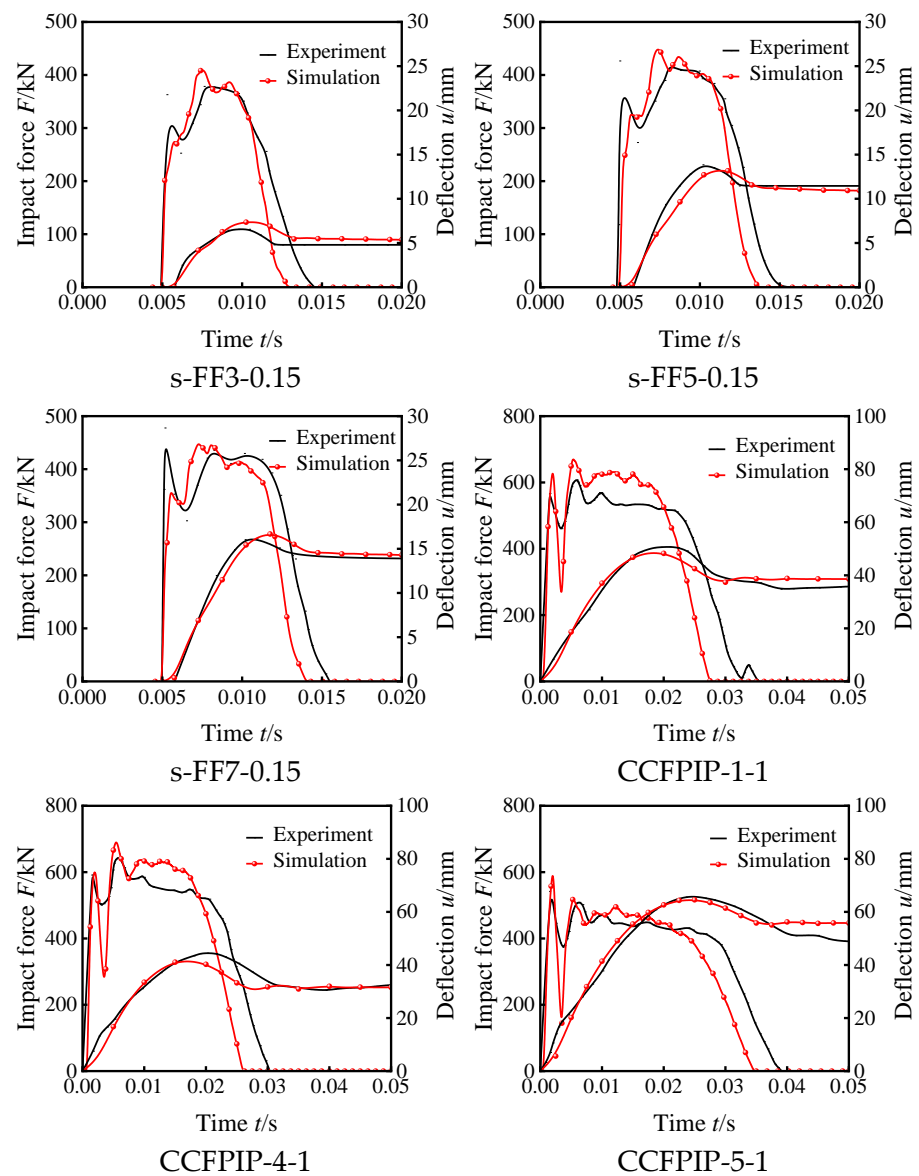 500
400
300
200
100
0
Impact force F/kN
30
25
20
15
10
5
0
Deflection u/mm
Experiment
Simulation
0.000 0.005 0.010 0.015 0.020
Time t/s
s-FF3-0.15
500
400
300
200
100
0
Impact force F/kN
30
25
20
15
10
5
0
Deflection u/mm
Experiment
Simulation
0.000 0.005 0.010 0.015 0.020
Time t/s
s-FF5-0.15
500
400
300
200
100
0
Impact force F/kN
30
25
20
15
10
5
0
Deflection u/mm
Experiment
Simulation
0.000 0.005 0.010 0.015 0.020
Time t/s
s-FF7-0.15
800
600
400
200
0
Impact force F/kN
100
80
60
40
20
0
Deflection u/mm
Experiment
Simulation
0.00 0.01 0.02 0.03 0.04 0.05
Time t/s
CCFPIP-1-1
800
600
400
200
0
Impact force F/kN
100
80
60
40
20
0
Deflection u/mm
Experiment
Simulation
0.00 0.01 0.02 0.03 0.04 0.05
Time t/s
CCFPIP-4-1
800
600
400
200
0
Impact force F/kN
100
80
60
40
20
0
Deflection u/mm
Experiment
Simulation
0.00 0.01 0.02 0.03 0.04 0.05
Time t/s
CCFPIP-5-1